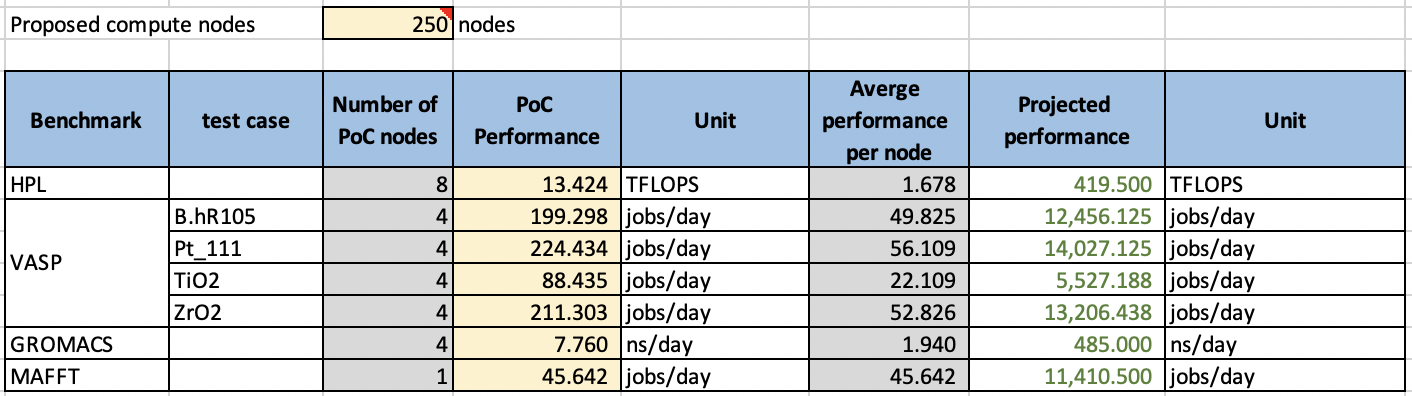 Proposed compute nodes 250 nodes
Benchmark test case Number of PoC nodes PoC Performance Unit Averge performance per node Projected performance Unit
HPL 8 13.424 TFLOPS 1.678 419.500 TFLOPS
VASP B.hR105 4 199.298 jobs/day 49.825 12,456.125 jobs/day
Pt_111 4 224.434 jobs/day 56.109 14,027.125 jobs/day
TiO2 4 88.435 jobs/day 22.109 5,527.188 jobs/day
ZrO2 4 211.303 jobs/day 52.826 13,206.438 jobs/day
GROMACS 4 7.760 ns/day 1.940 485.000 ns/day
MAFFT 1 45.642 jobs/day 45.642 11,410.500 jobs/day